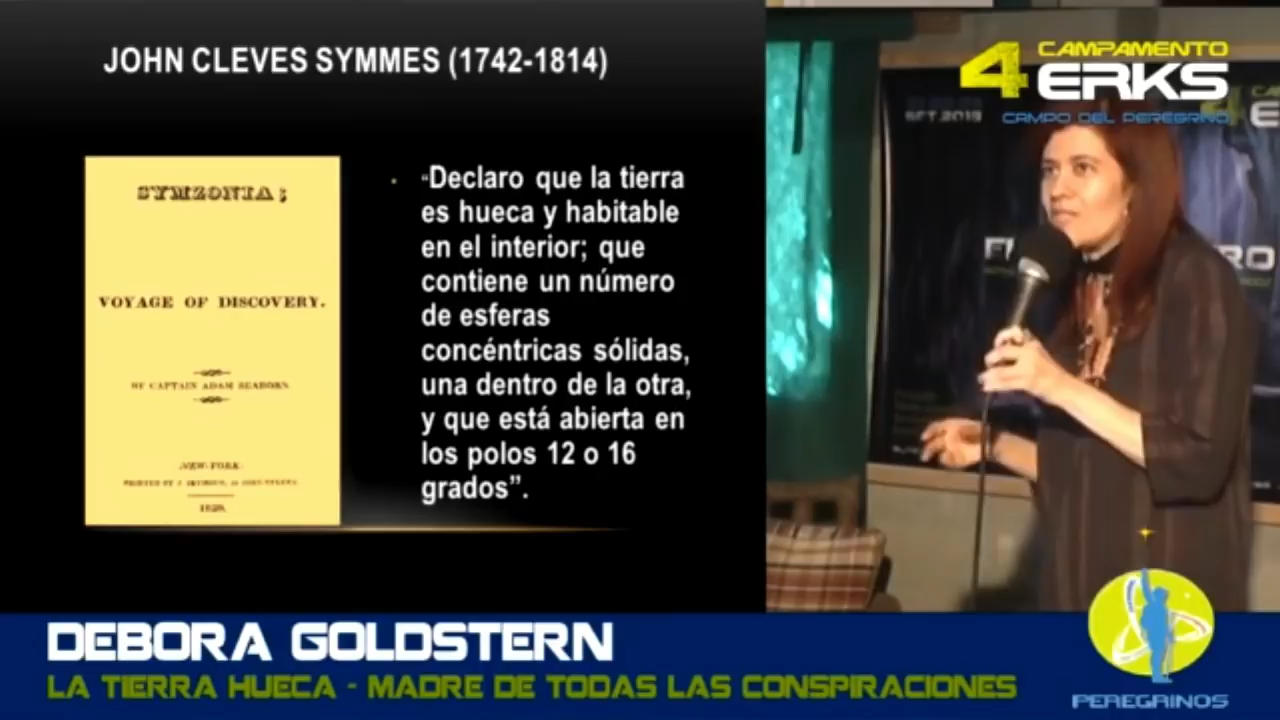 JOHN CLEVES SYMMES (1742-1814)
SYMZONIA;
VOYAGE OF DISCOVERY.
BY CAPTAIN ADAM SEABORN
NEW-YORK:
1820.
“Declaro que la tierra
es hueca y habitable
en el interior; que
contiene un número
de esferas
concéntricas sólidas,
una dentro de la otra,
y que está abierta en
los polos 12 o 16
grados”.
4 CAMPAMENTO
ERKS
CAMPO DEL PEREGRINO
SET.2019
DEBORA GOLDSTERN
LA TIERRA HUECA - MADRE DE TODAS LAS CONSPIRACIONES
PEREGRINOS